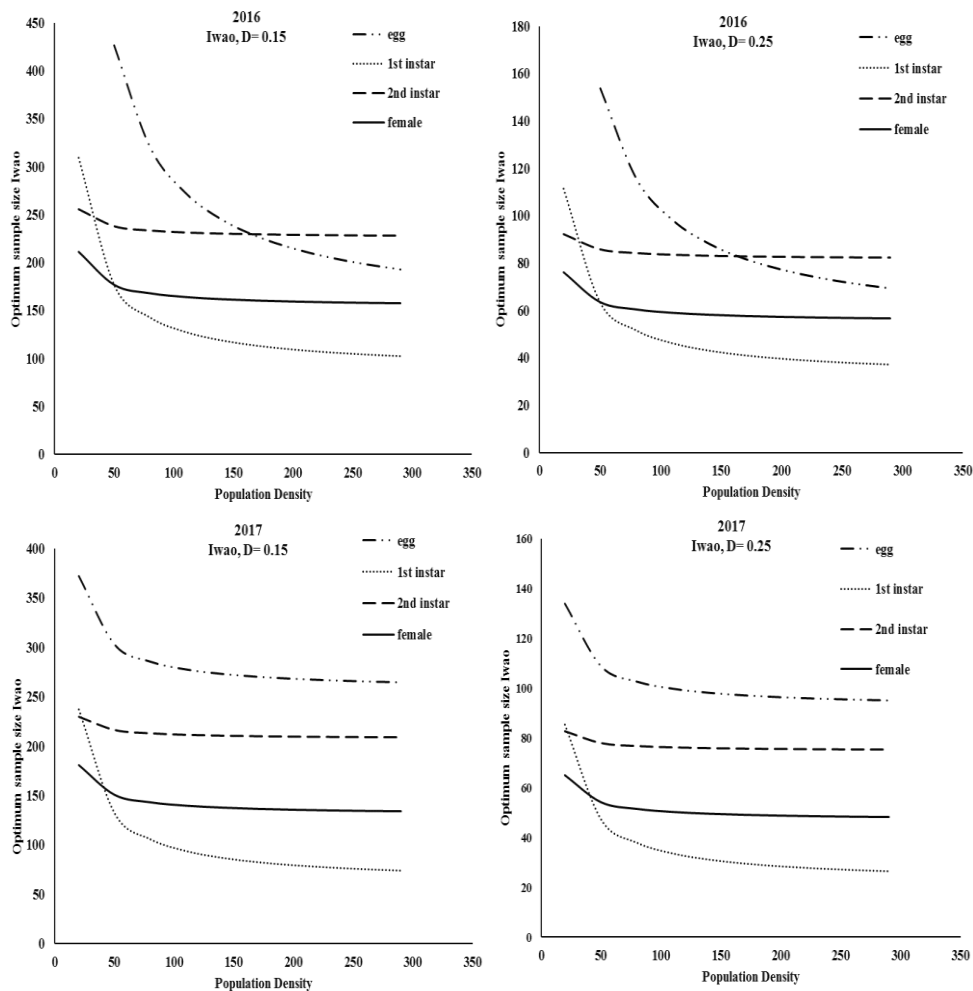 2016
Iwao, D= 0.15
egg
1st instar
2nd instar
female
Optimum sample size Iwao
450
400
350
300
250
200
150
100
50
0
0 50 100 150 200 250 300 350
Population Density
2016
Iwao, D= 0.25
egg
1st instar
2nd instar
female
Optimum sample size Iwao
180
160
140
120
100
80
60
40
20
0
0 50 100 150 200 250 300 350
Population Density
2017
Iwao, D= 0.15
egg
1st instar
2nd instar
female
Optimum sample size Iwao
400
350
300
250
200
150
100
50
0
0 50 100 150 200 250 300 350
Population Density
2017
Iwao, D= 0.25
egg
1st instar
2nd instar
female
Optimum sample size Iwao
160
140
120
100
80
60
40
20
0
0 50 100 150 200 250 300 350
Population Density